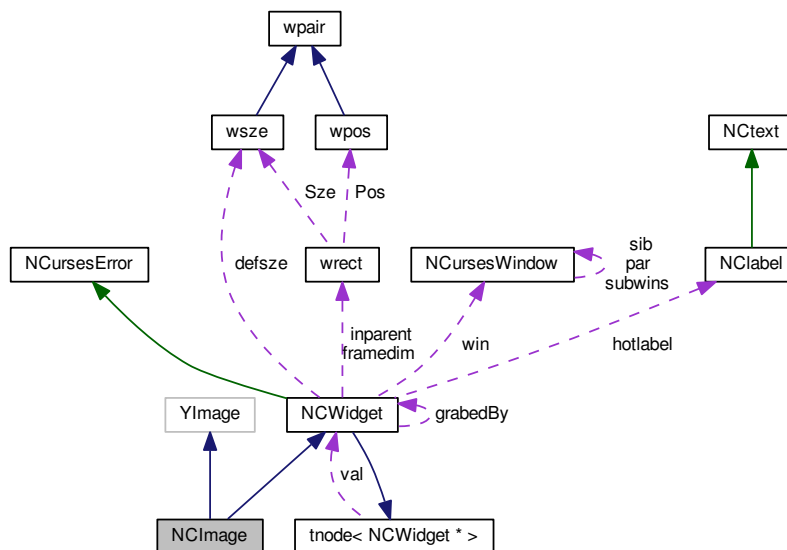 wpair
wsze
wpos
NCtext
Sze
Pos
NCursesError
defsze
wrect
NCursesWindow
sib
par
subwins
NClabel
inparent
framedim
win
hotlabel
YImage
NCWidget
grabedBy
val
NCImage
tnode< NCWidget * >